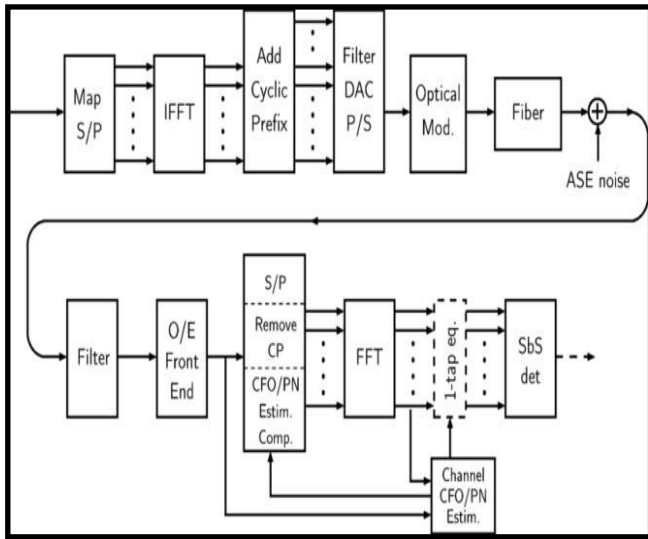 Map
S/P
IFFT
Add
Cyclic
Prefix
Filter
DAC
P/S
Optical
Mod.
Fiber
ASE noise
Filter
O/E
Front
End
S/P
Remove
CP
CFO/PN
Estim.
Comp.
FFT
1-tap eq.
SbS
det
Channel
CFO/PN
Estim.